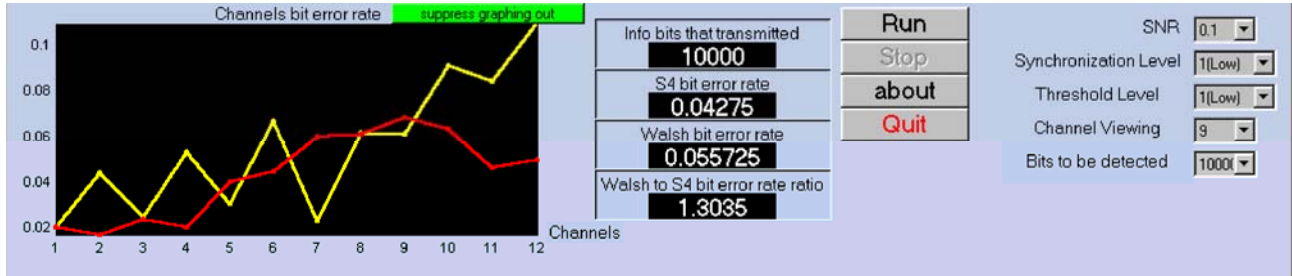 Channels bit error rate
suppress graphing out
0.1
0.08
0.06
0.04
0.02
1 2 3 4 5 6 7 8 9 10 11 12
Channels
Info bits that transmitted
10000
S4 bit error rate
0.04275
Walsh bit error rate
0.055725
Walsh to S4 bit error rate ratio
1.3035
Run
Stop
about
Quit
SNR 0.1
Synchronization Level 1(Low)
Threshold Level 1(Low)
Channel Viewing 9
Bits to be detected 1000(